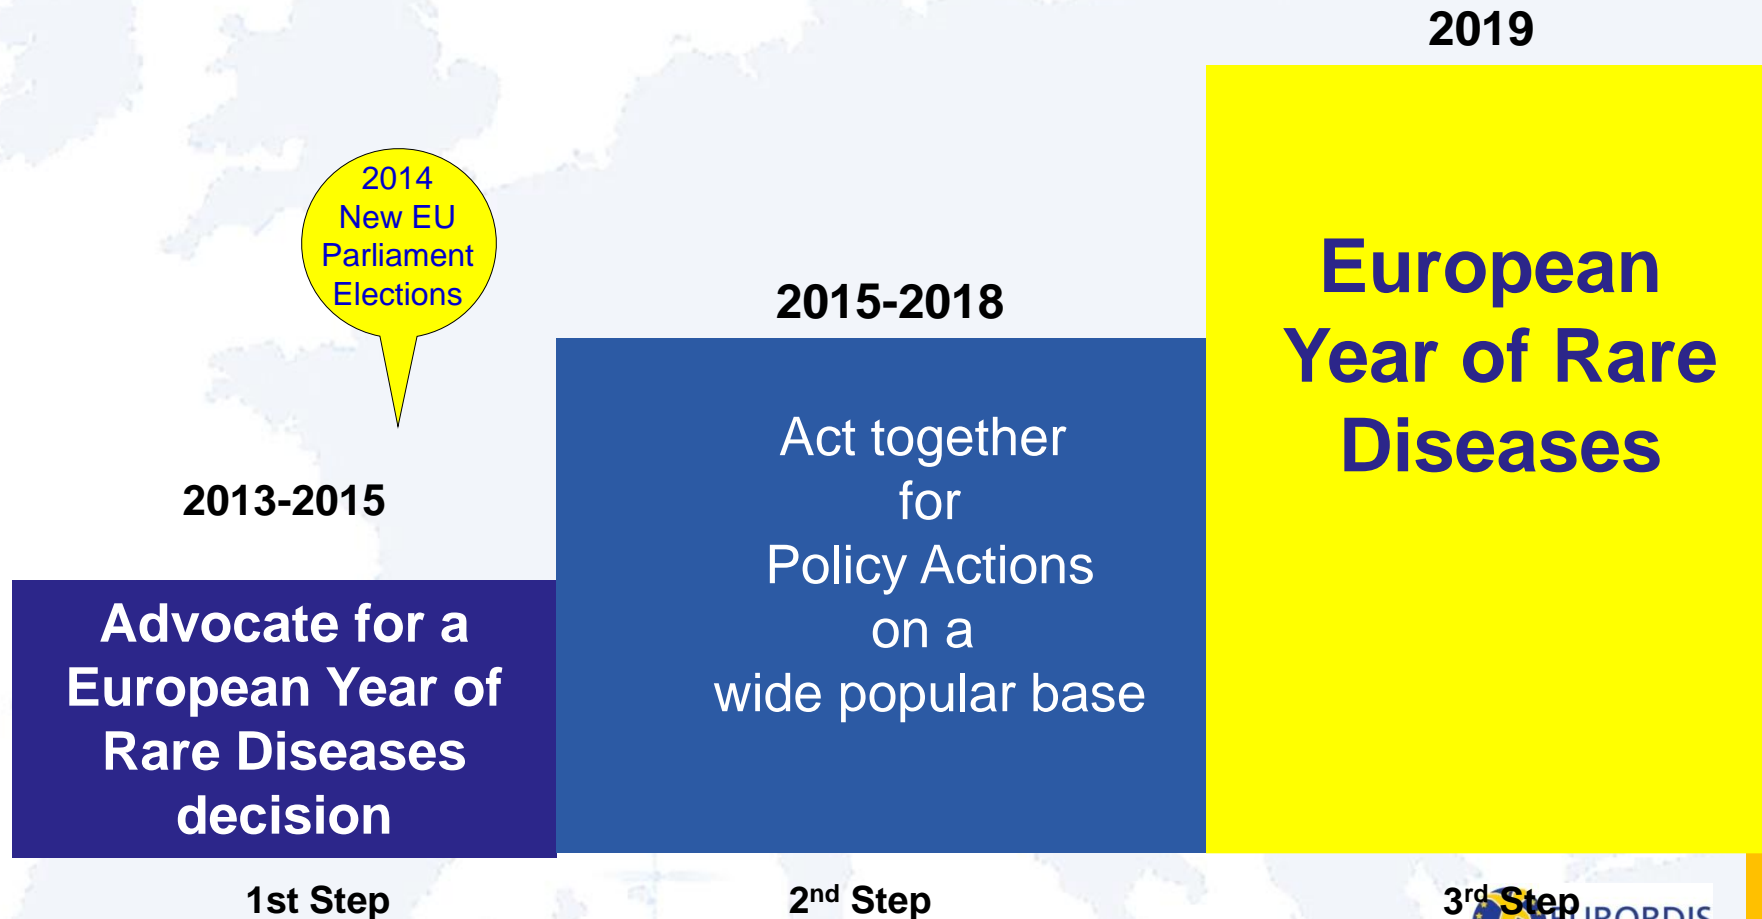 2019
2014
New EU
Parliament
Elections
2015-2018
European
Year of Rare
Diseases
Act together
for
Policy Actions
on a
wide popular base
2013-2015
Advocate for a
European Year of
Rare Diseases
decision
1st Step
2nd Step
3rd Step